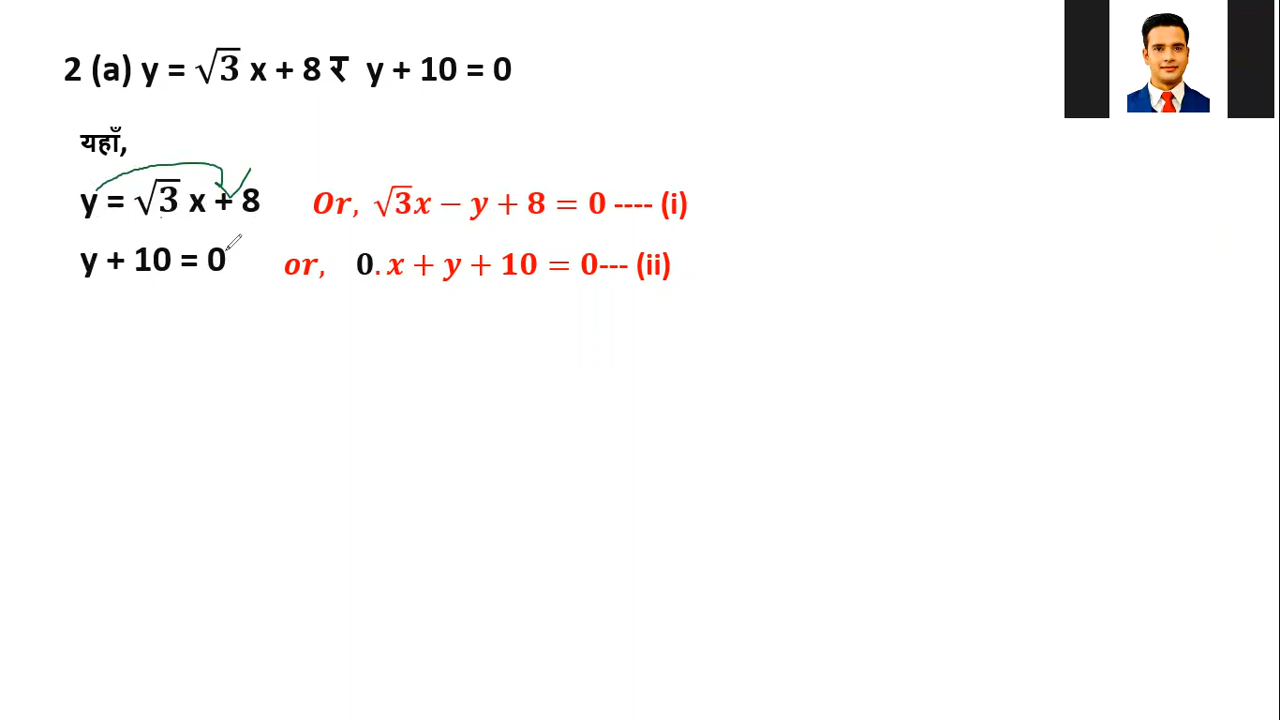 2 (a) y = √3 x + 8 र y + 10 = 0
यहाँ,
y = √3 x + 8 Or, √3x − y + 8 = 0 ---- (i)
y + 10 = 0 or, 0. x + y + 10 = 0--- (ii)